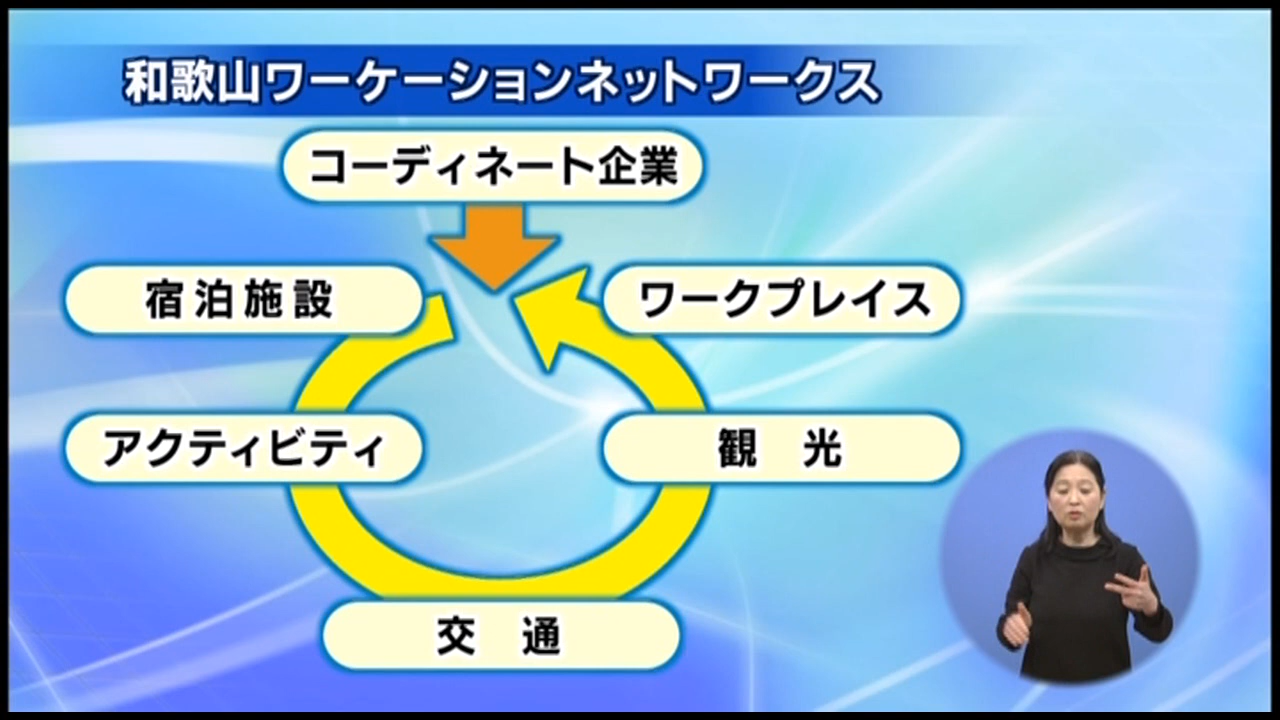 和歌山ワーケーションネットワークス
コーディネート企業
宿泊施設
ワークプレイス
アクティビティ
観　光
交　通